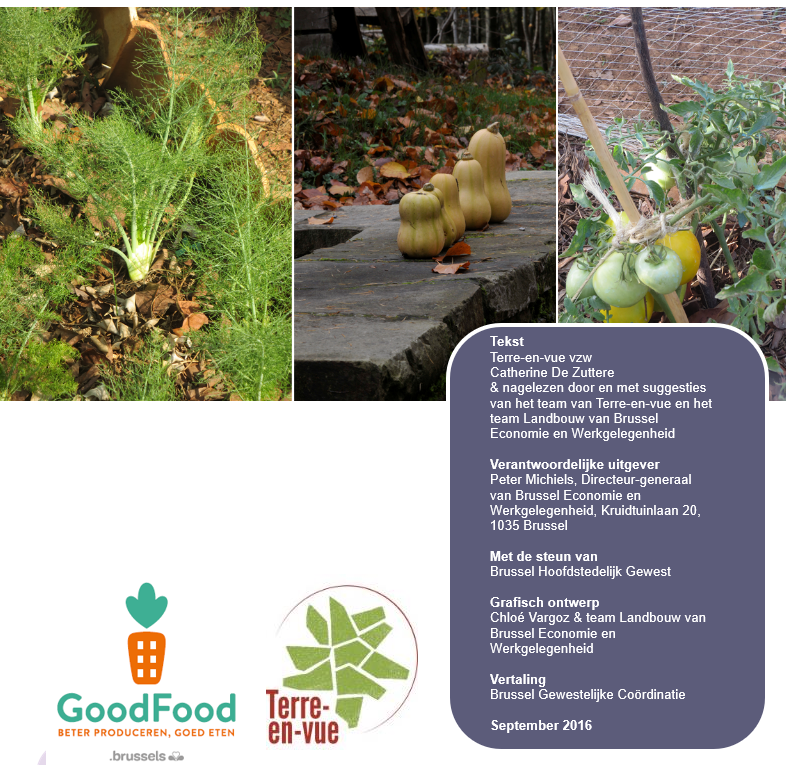 Tekst
Terre-en-vue vzw
Catherine De Zuttere
& nagelezen door en met suggesties
van het team van Terre-en-vue en het
team Landbouw van Brussel
Economie en Werkgelegenheid
Verantwoordelijke uitgever
Peter Michiels, Directeur-generaal
van Brussel Economie en
Werkgelegenheid, Kruidtuinlaan 20,
1035 Brussel
Met de steun van
Brussel Hoofdstedelijk Gewest
Grafisch ontwerp
Chloé Vargoz & team Landbouw van
Brussel Economie en
Werkgelegenheid
Vertaling
Brussel Gewestelijke Coördinatie
September 2016
GoodFood
BETER PRODUCEREN, GOED ETEN
.brussels
Terre-
en-vue